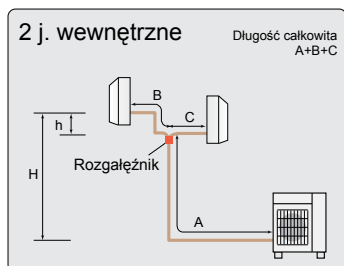 2 j. wewnętrzne
Długość całkowita
A+B+C
B
C
h
Rozgałęźnik
H
A